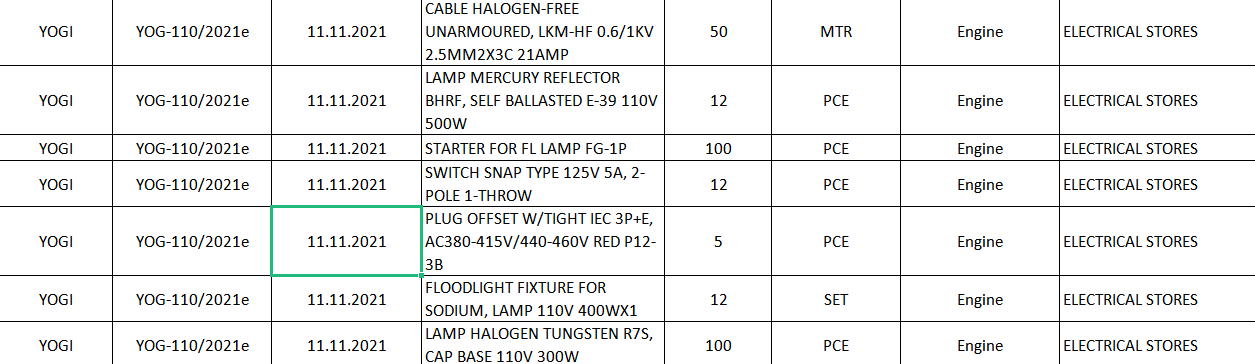 YOGI YOG-110/2021e 11.11.2021 CABLE HALOGEN-FREE
UNARMOURED, LKM-HF 0.6/1KV
2.5MM2X3C 21AMP 50 MTR Engine ELECTRICAL STORES
YOGI YOG-110/2021e 11.11.2021 LAMP MERCURY REFLECTOR
BHRF, SELF BALLASTED E-39 110V
500W 12 PCE Engine ELECTRICAL STORES
YOGI YOG-110/2021e 11.11.2021 STARTER FOR FL LAMP FG-1P 100 PCE Engine ELECTRICAL STORES
YOGI YOG-110/2021e 11.11.2021 SWITCH SNAP TYPE 125V 5A, 2-
POLE 1-THROW 12 PCE Engine ELECTRICAL STORES
YOGI YOG-110/2021e 11.11.2021 PLUG OFFSET W/TIGHT IEC 3P+E,
AC380-415V/440-460V RED P12-
3B 5 PCE Engine ELECTRICAL STORES
YOGI YOG-110/2021e 11.11.2021 FLOODLIGHT FIXTURE FOR
SODIUM, LAMP 110V 400WX1 12 SET Engine ELECTRICAL STORES
YOGI YOG-110/2021e 11.11.2021 LAMP HALOGEN TUNGSTEN R7S,
CAP BASE 110V 300W 100 PCE Engine ELECTRICAL STORES